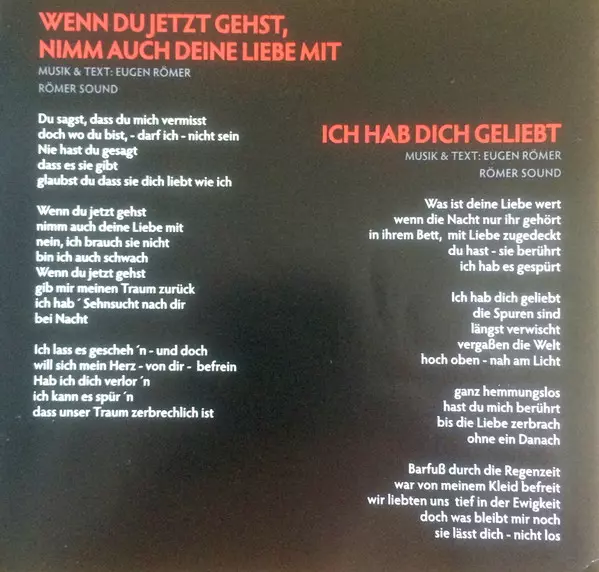 WENN DU JETZT GEHST,
NIMM AUCH DEINE LIEBE MIT
MUSIK & TEXT: EUGEN RÖMER
RÖMER SOUND
Du sagst, dass du mich vermisst
doch wo du bist, - darf ich - nicht sein
Nie hast du gesagt
dass es sie gibt
glaubst du dass sie dich liebt wie ich
Wenn du jetzt gehst
nimm auch deine Liebe mit
nein, ich brauch sie nicht
bin ich auch schwach
Wenn du jetzt gehst
gib mir meinen Traum zurück
ich hab´ Sehnsucht nach dir
bei Nacht
Ich lass es gescheh´n - und doch
will sich mein Herz - von dir - befrein
Hab ich dich verlor´n
ich kann es spür´n
dass unser Traum zerbrechlich ist
ICH HAB DICH GELIEBT
MUSIK & TEXT: EUGEN RÖMER
RÖMER SOUND
Was ist deine Liebe wert
wenn die Nacht nur ihr gehört
in ihrem Bett, mit Liebe zugedeckt
du hast - sie berührt
ich hab es gespürt
Ich hab dich geliebt
die Spuren sind
längst verwischt
vergaßen die Welt
hoch oben - nah am Licht
ganz hemmungslos
hast du mich berührt
bis die Liebe zerbrach
ohne ein Danach
Barfuß durch die Regenzeit
war von meinem Kleid befreit
wir liebten uns tief in der Ewigkeit
doch was bleibt mir noch
sie lässt dich - nicht los